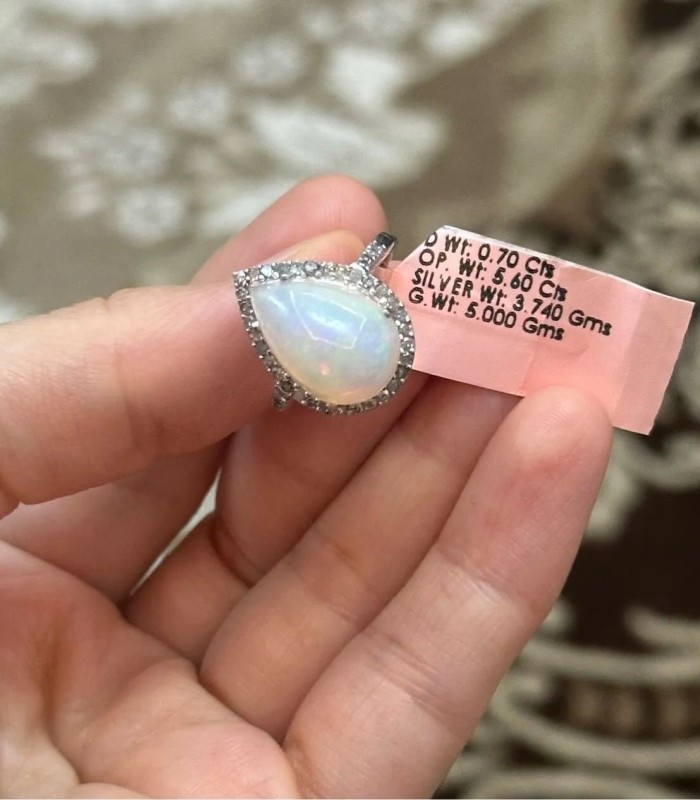 D Wt: 0.70 Cts
OP. Wt: 5.60 Cts
SILVER Wt: 3.740 Gms
G.Wt: 5.000 Gms